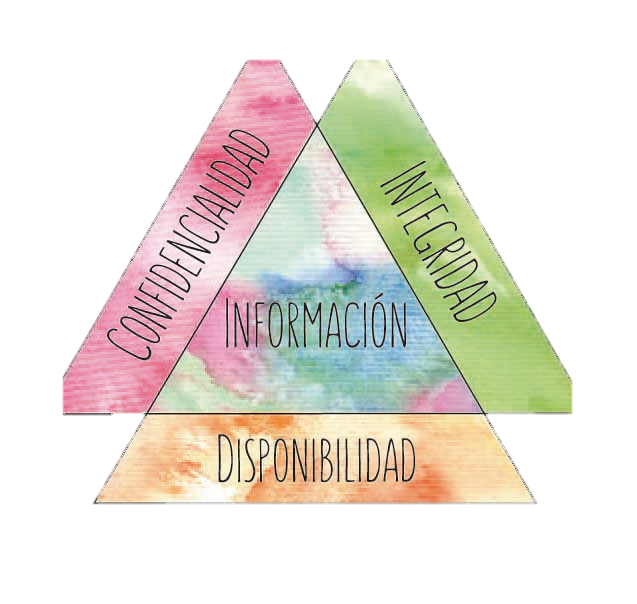 CONFIDENCIALIDAD
INTEGRIDAD
INFORMACIÓN
DISPONIBILIDAD